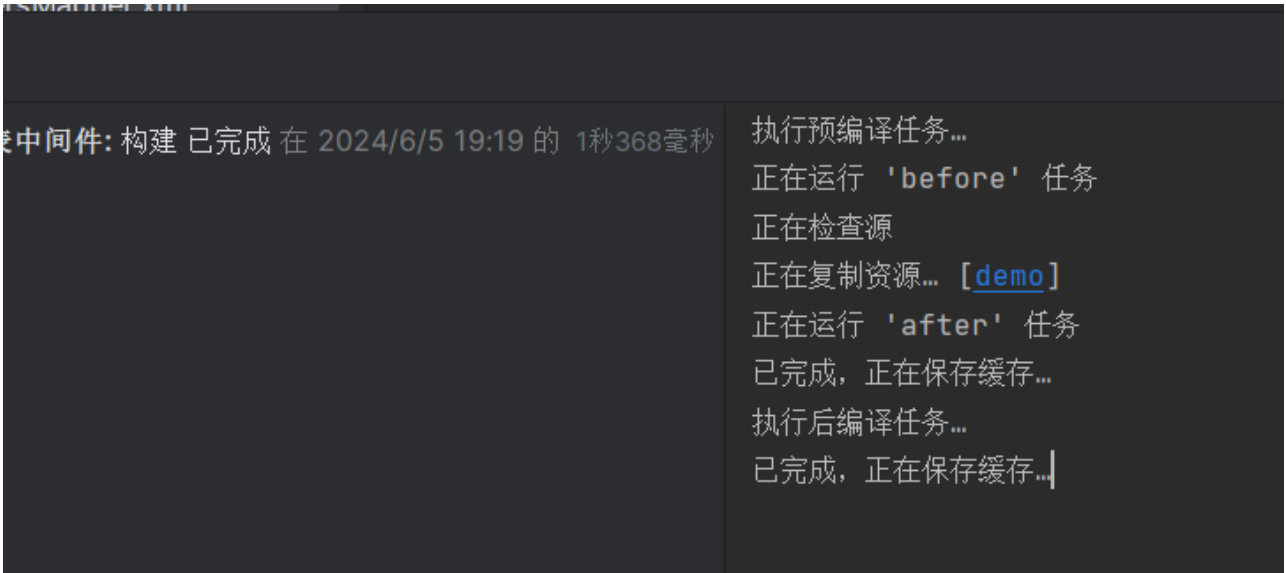 中间件: 构建 已完成 在 2024/6/5 19:19 的 1秒368毫秒
执行预编译任务…
正在运行 'before' 任务
正在检查源
正在复制资源… [demo]
正在运行 'after' 任务
已完成，正在保存缓存…
执行后编译任务…
已完成，正在保存缓存…